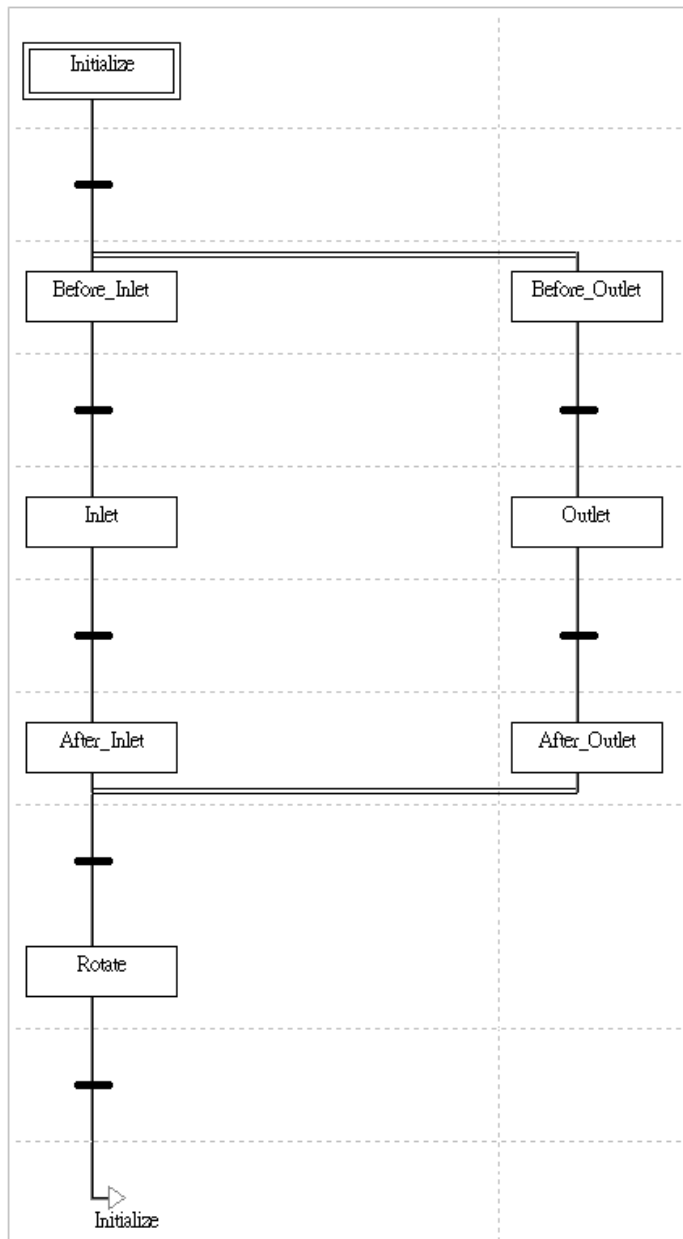 Initialize
Before_Inlet
Before_Outlet
Inlet
Outlet
After_Inlet
After_Outlet
Rotate
Initialize